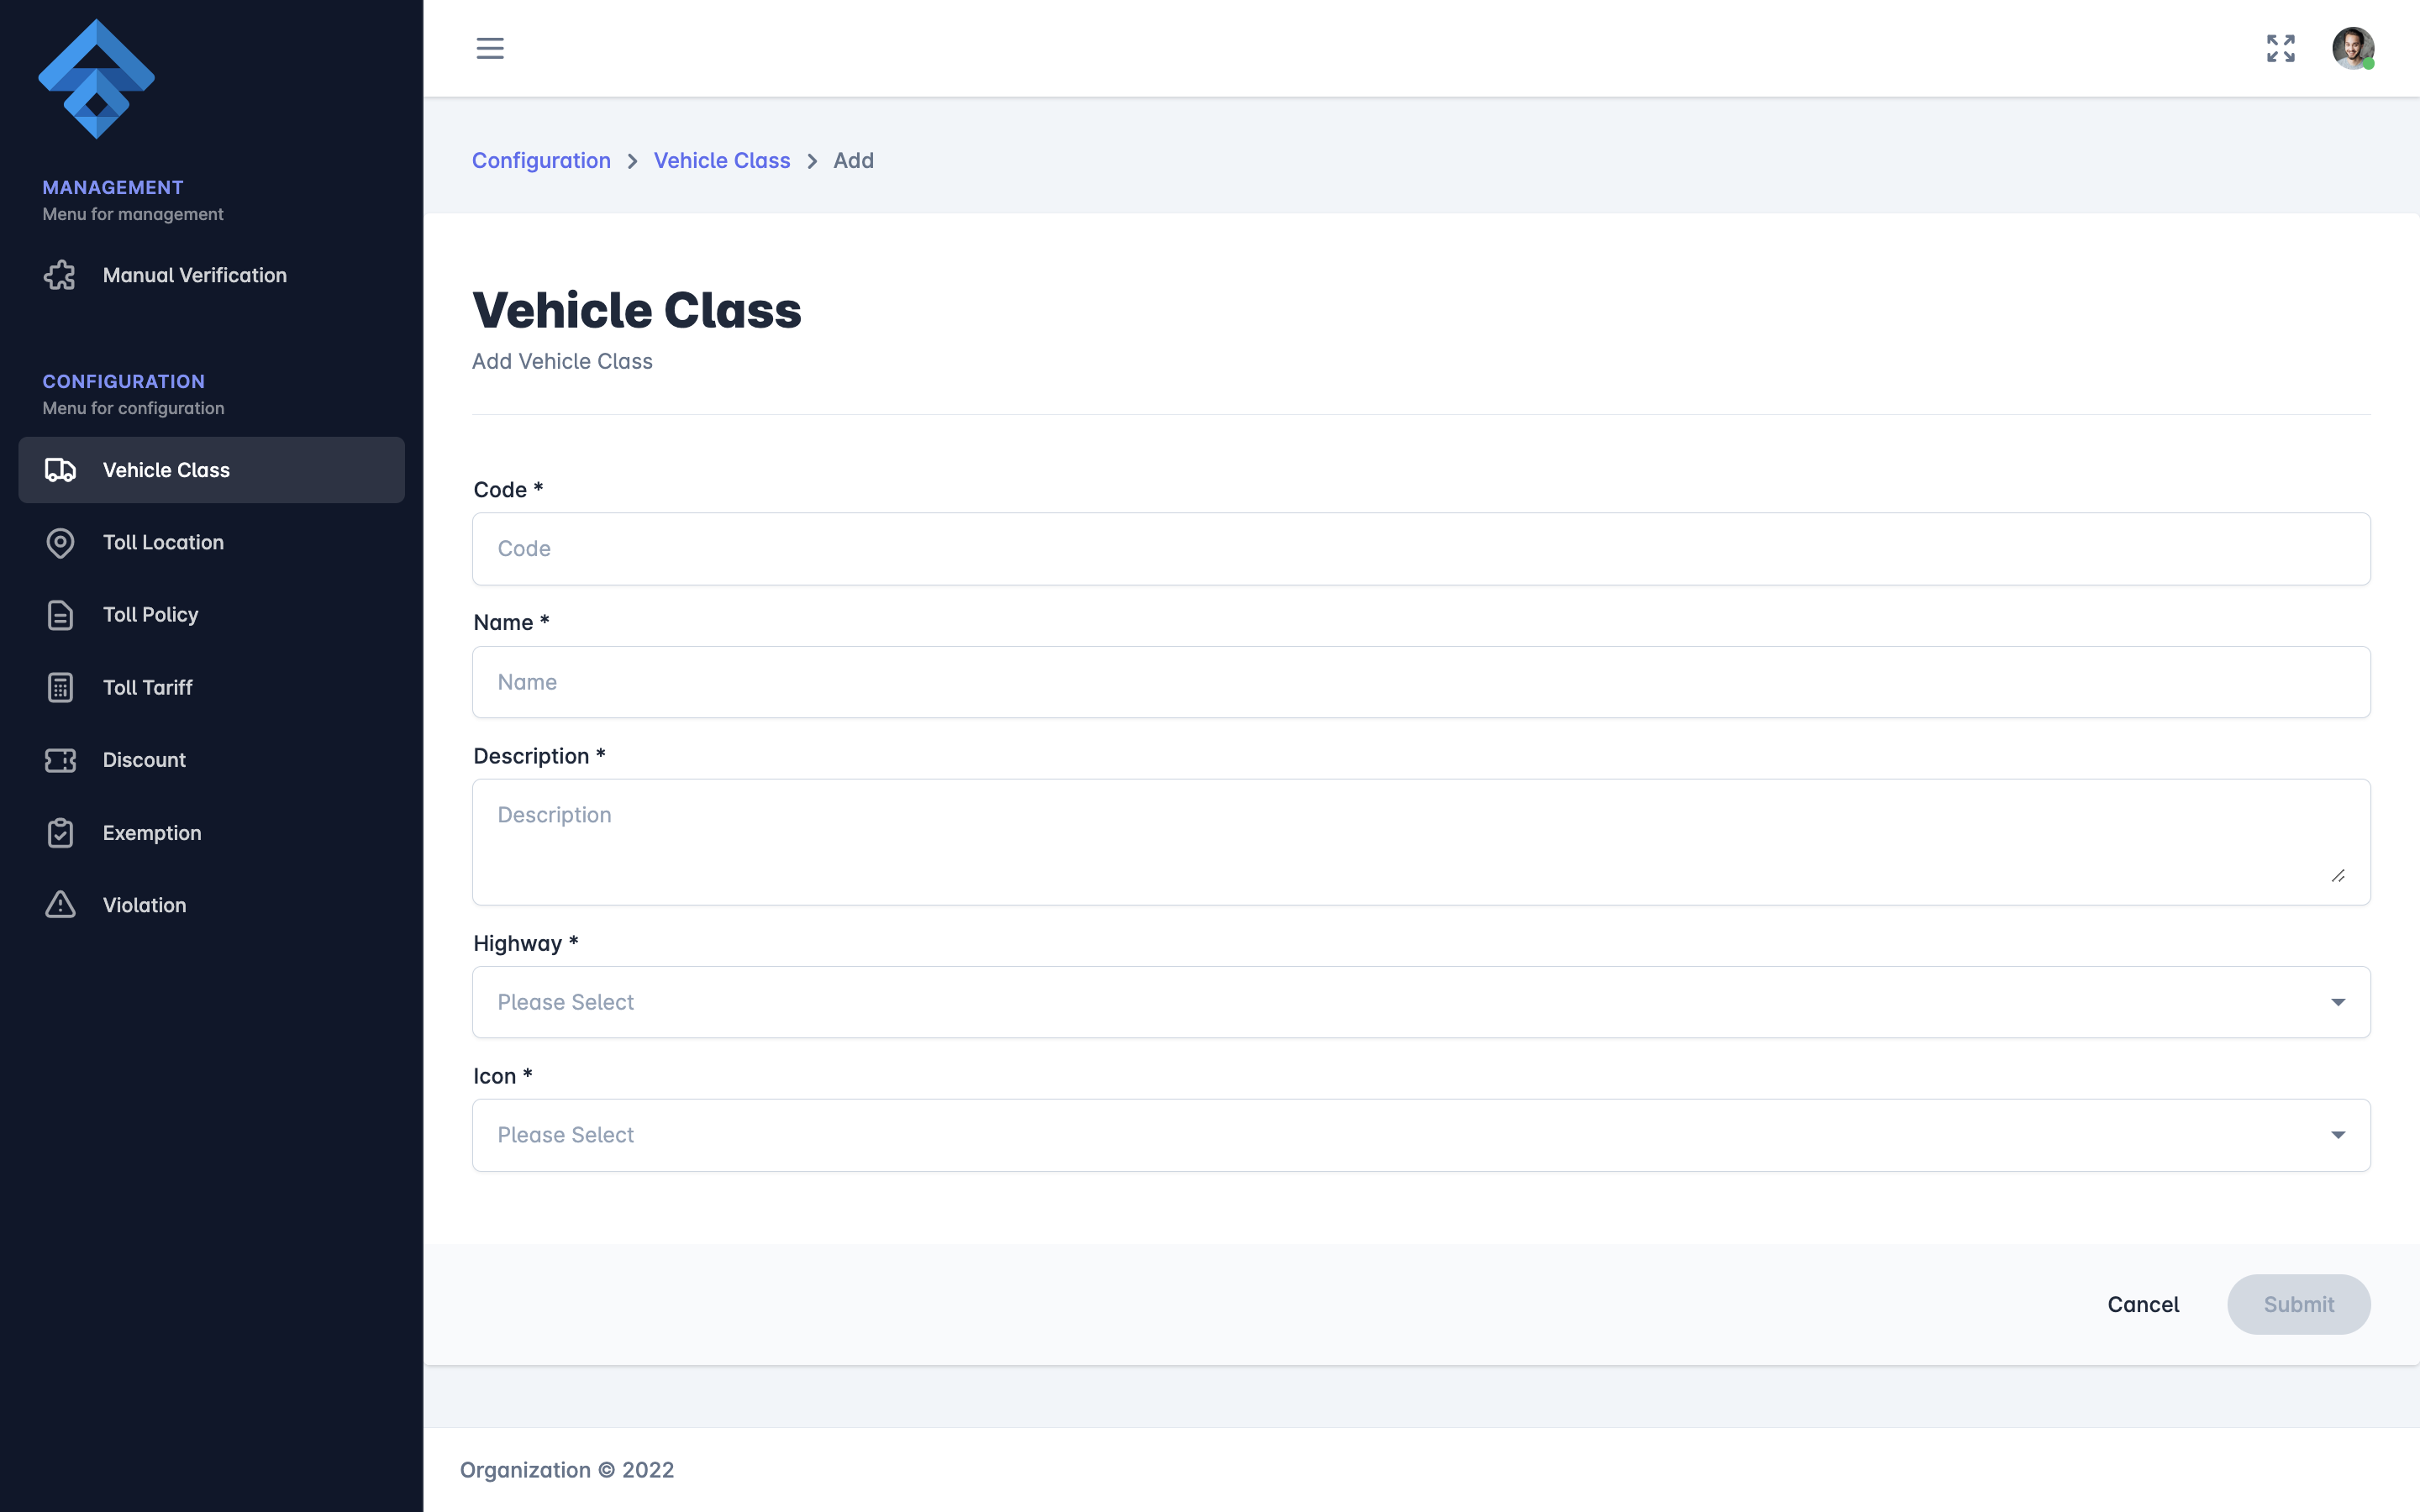 MANAGEMENT
Menu for management
Manual Verification
CONFIGURATION
Menu for configuration
Vehicle Class
Toll Location
Toll Policy
Toll Tariff
Discount
Exemption
Violation
Configuration > Vehicle Class > Add
Vehicle Class
Add Vehicle Class
Code *
Code
Name *
Name
Description *
Description
Highway *
Please Select
Icon *
Please Select
Cancel
Submit
Organization © 2022